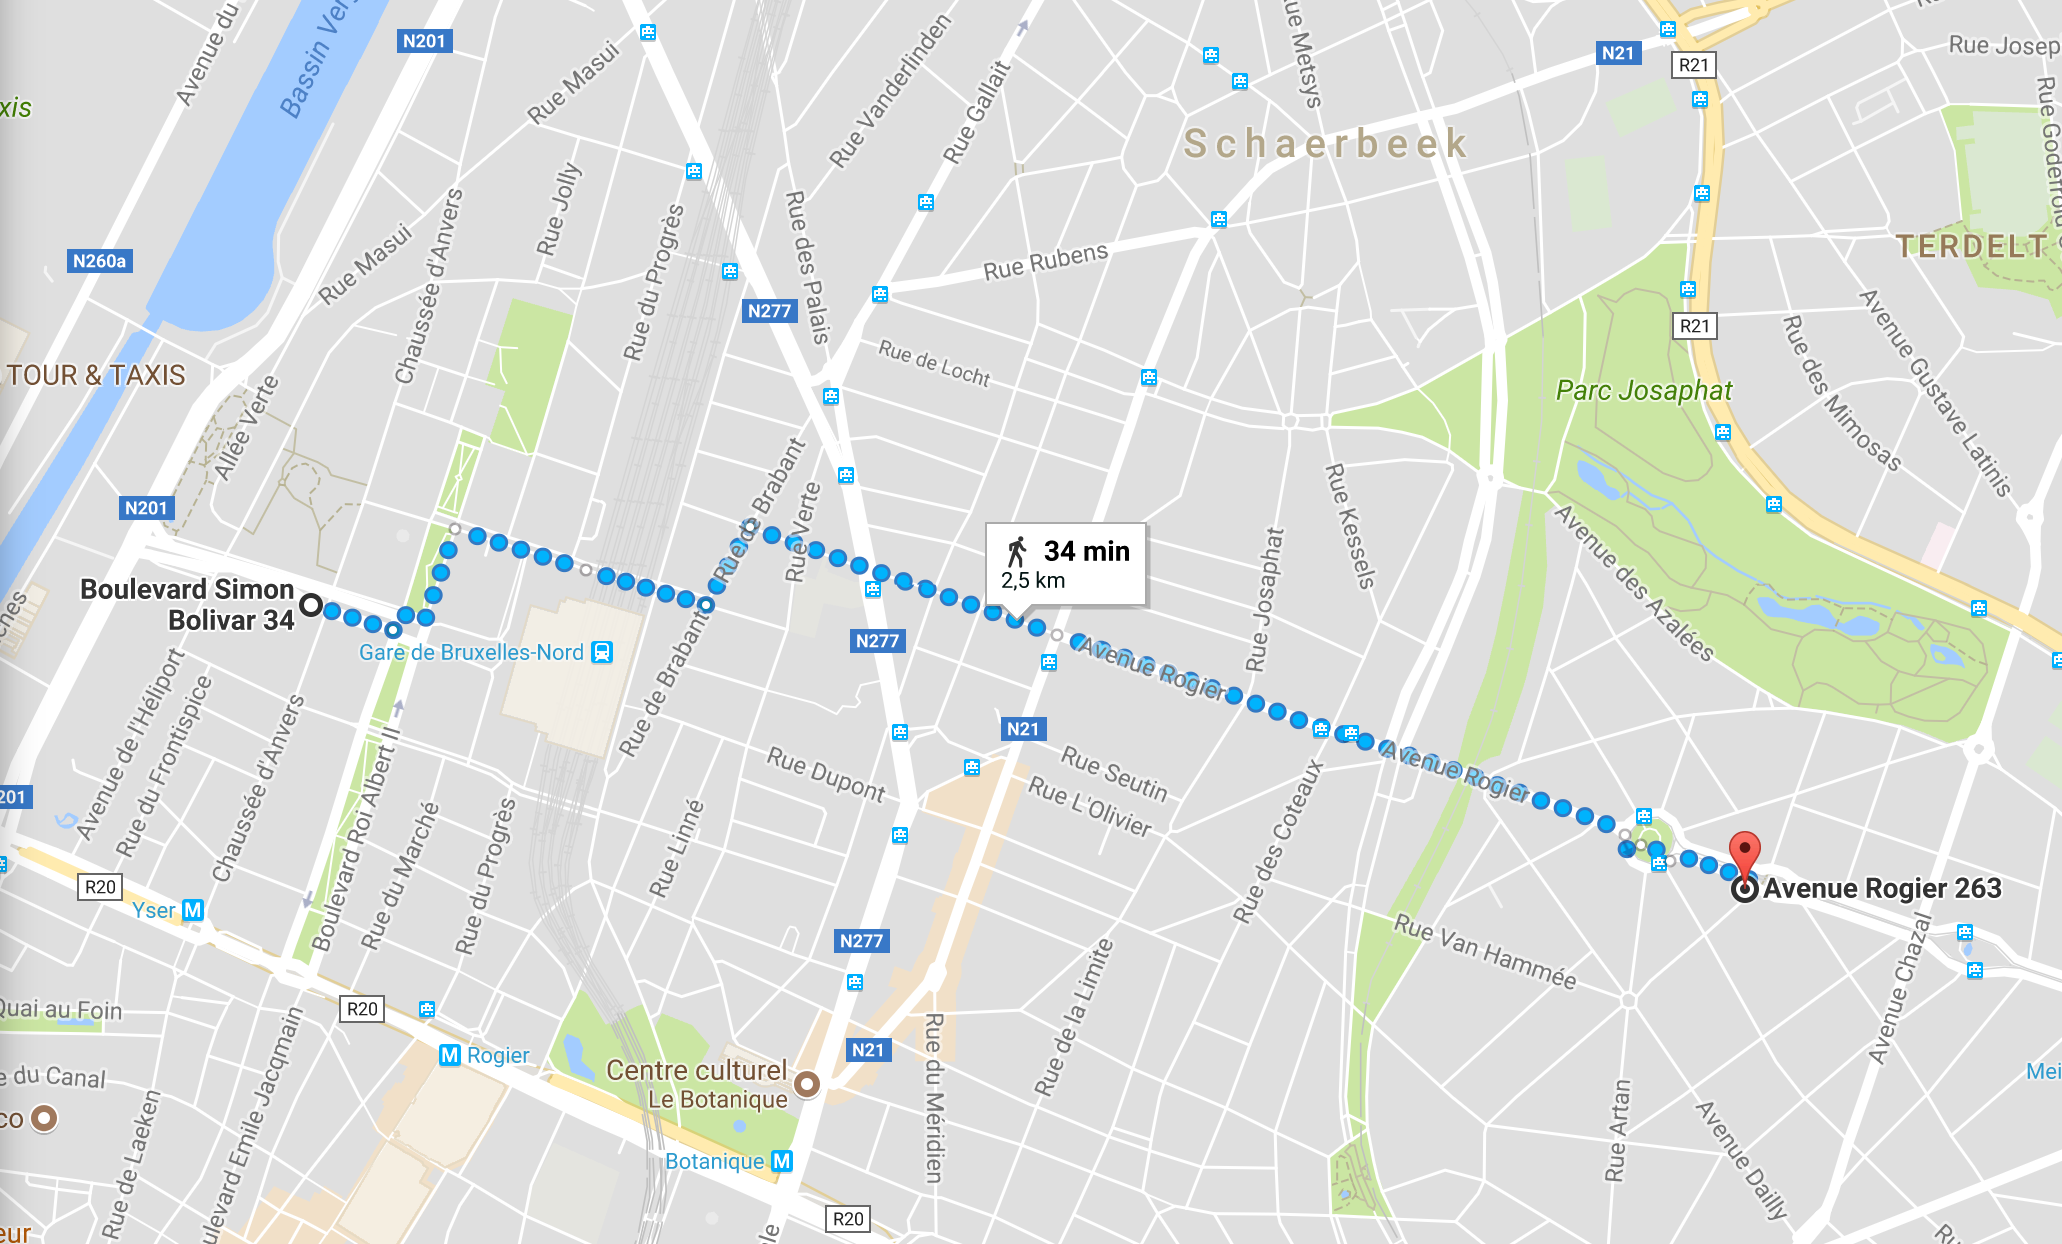 Avenue du
Bassin Ver
N201
Rue Masui
Rue Vanderlinden
Rue Gallait
Rue Metsys
N21
R21
Rue Josep
Rue Godefroid
xis
Schaerbeek
Rue Jolly
Chaussée d'Anvers
Rue du Progrès
Rue des Palais
N260a
Rue Masui
Rue Rubens
TERDELT
N277
R21
Avenue Gustave Latinis
Rue des Mimosas
Rue de Locht
TOUR & TAXIS
Parc Josaphat
Allée Verte
Rue de Brabant
Rue Verte
Rue Kessels
N201
Rue Josaphat
Avenue des Azalées
34 min
2,5 km
Boulevard Simon
Bolivar 34
Gare de Bruxelles-Nord
N277
Avenue Rogier
Rue de Brabant
Avenue de l'Héliport
Rue du Frontispice
Chaussée d'Anvers
N21
Rue Seutin
Rue L'Olivier
Rue Dupont
Avenue Rogier
201
Boulevard Roi Albert II
Rue du Marché
Rue du Progrès
Rue Linné
Rue des Coteaux
R20
Yser
M
Avenue Rogier 263
Rue Van Hammée
Avenue Chazal
N277
Rue de la Limite
Quai au Foin
R20
M
Rogier
N21
Rue du Méridien
Centre culturel
Le Botanique
e du Canal
co
Mei
Rue Artan
Avenue Dailly
Rue de Laeken
ulevard Emile Jacqmain
Botanique
M
R20
eur
le
Ru